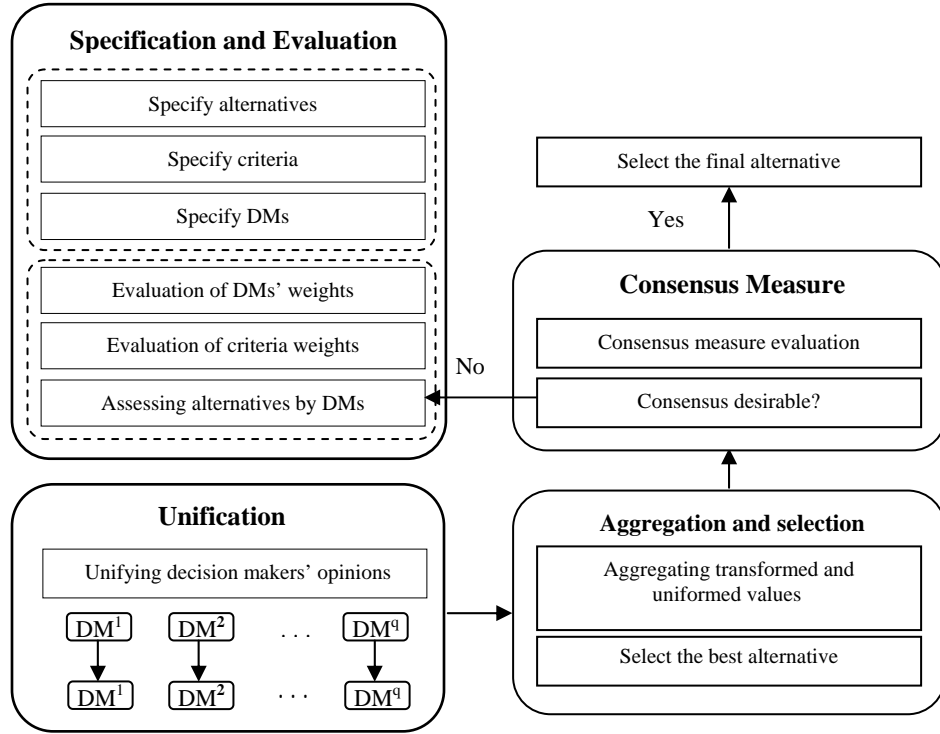 Specification and Evaluation
Specify alternatives
Specify criteria
Specify DMs
Evaluation of DMs' weights
Evaluation of criteria weights
Assessing alternatives by DMs
No
Select the final alternative
Yes
Consensus Measure
Consensus measure evaluation
Consensus desirable?
Unification
Unifying decision makers' opinions
DM¹ DM² . . . DM^q
DM¹ DM² . . . DM^q
Aggregation and selection
Aggregating transformed and
uniformed values
Select the best alternative